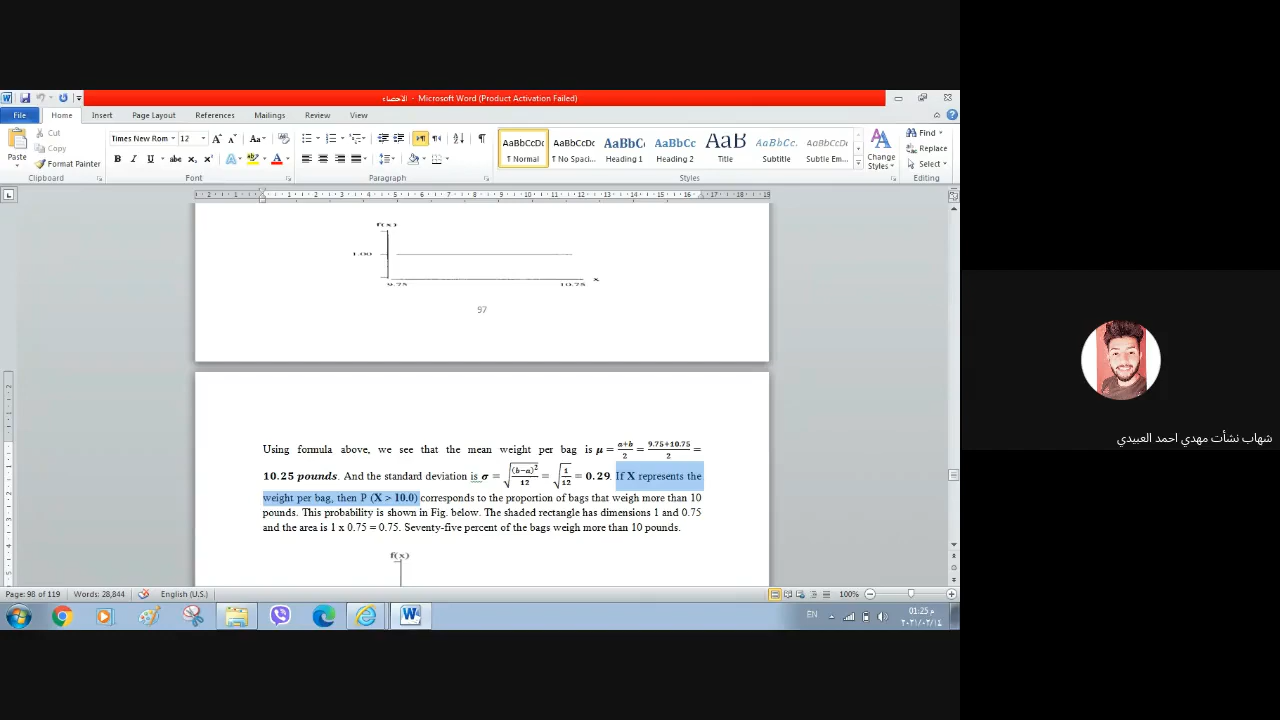 الاحصاء - Microsoft Word (Product Activation Failed)
File Home Insert Page Layout References Mailings Review View
Cut
Copy
Paste
Format Painter
Clipboard
Times New Rom 12
Font
Paragraph
AaBbCcDc AaBbCcDc AaBbC( AaBbCc AaB AaBbCc. AaBbCcDc
¶ Normal ¶ No Spaci... Heading 1 Heading 2 Title Subtitle Subtle Em...
Styles
Change Styles
Find
Replace
Select
Editing
f(x)
1.00
9.75 10.75 x
97
Using formula above, we see that the mean weight per bag is μ = a+b/2 = 9.75+10.75/2 =
10.25 pounds. And the standard deviation is σ = √(b−a)²/12 = √1/12 = 0.29. If X represents the
weight per bag, then P (X > 10.0) corresponds to the proportion of bags that weigh more than 10
pounds. This probability is shown in Fig. below. The shaded rectangle has dimensions 1 and 0.75
and the area is 1 x 0.75 = 0.75. Seventy-five percent of the bags weigh more than 10 pounds.
f(x)
Page: 98 of 119 Words: 28,844 English (U.S.) 100%
EN 01:25 م
٢٠٢١/٠٢/١٤
شهاب نشأت مهدي احمد العبيدي